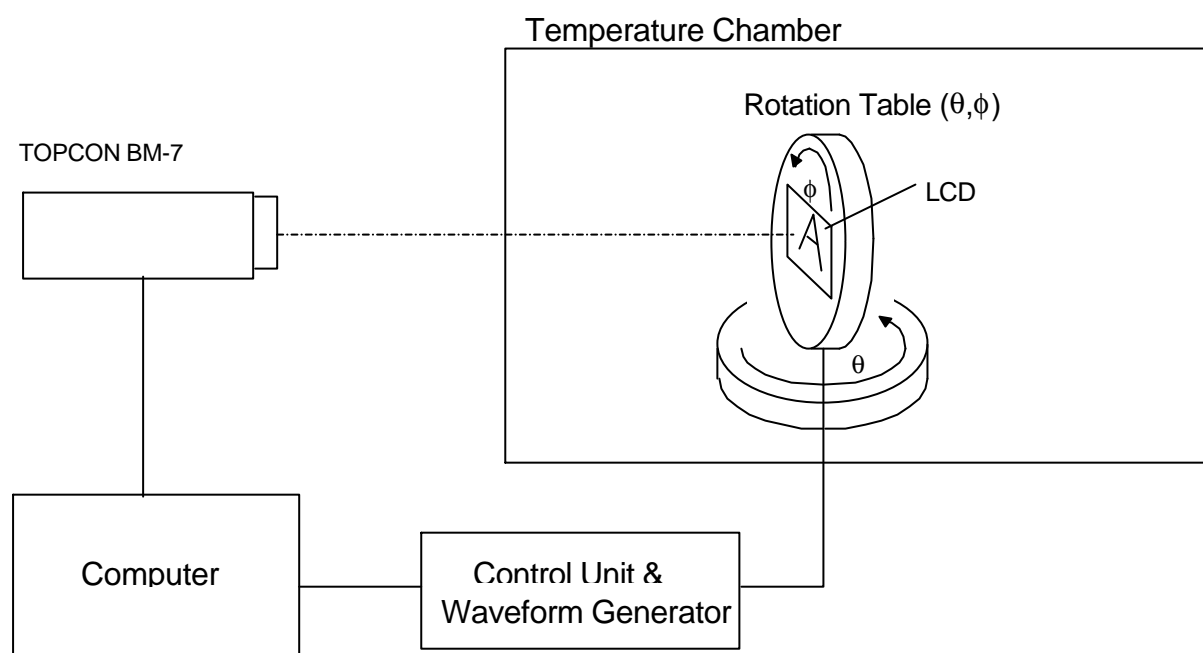 Temperature Chamber
Rotation Table (θ,ϕ)
TOPCON BM-7
ϕ
LCD
A
θ
Computer
Control Unit &
Waveform Generator